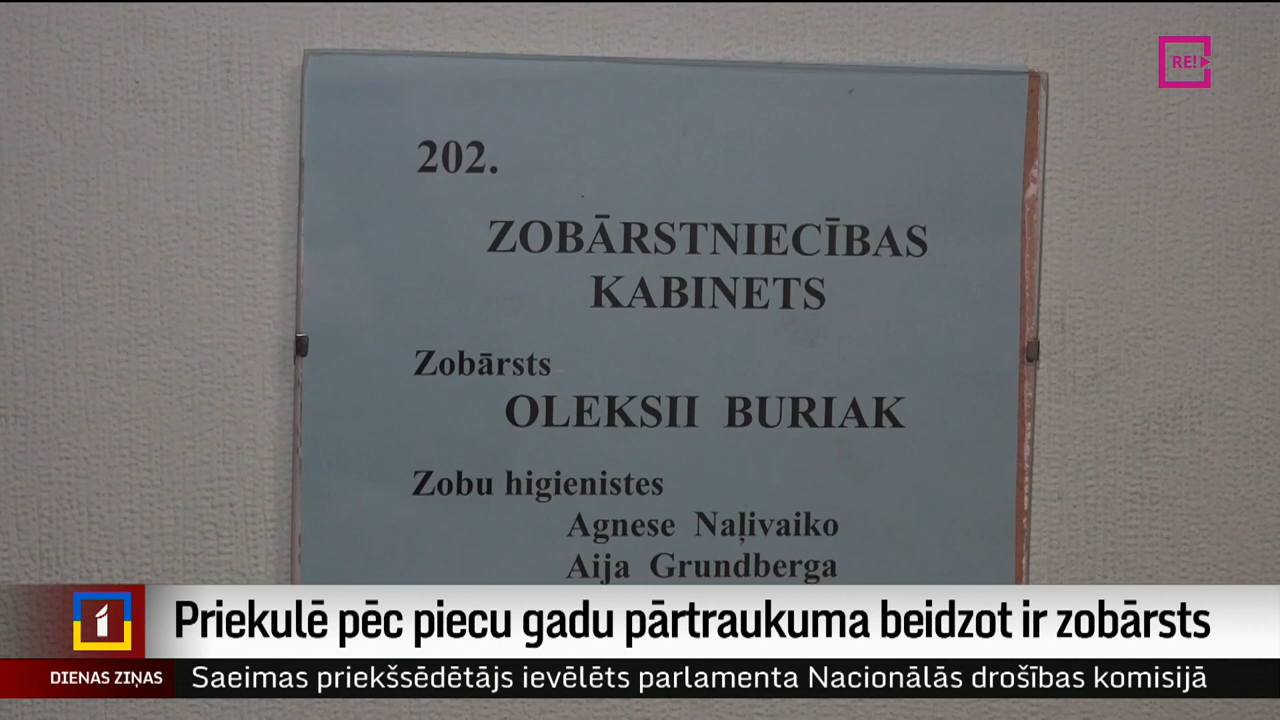 RE!
202.
ZOBĀRSTNIECĪBAS
KABINETS
Zobārsts
OLEKSII BURIAK
Zobu higienistes
Agnese Naļivaiko
Aija Grundberga
1 Priekulē pēc piecu gadu pārtraukuma beidzot ir zobārsts
DIENAS ZIŅAS Saeimas priekšsēdētājs ievēlēts parlamenta Nacionālās drošības komisijā